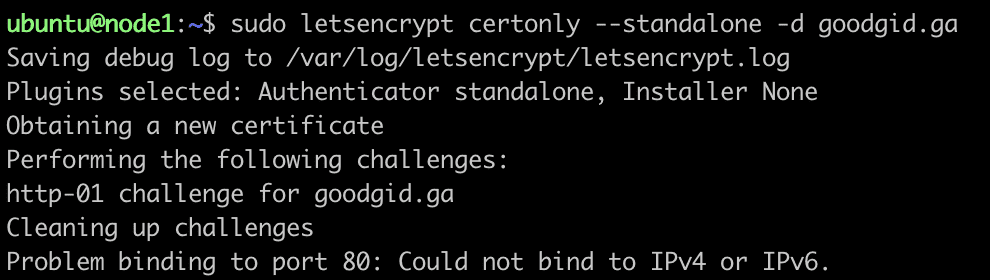 ubuntu@node1:~$ sudo letsencrypt certonly --standalone -d goodgid.ga
Saving debug log to /var/log/letsencrypt/letsencrypt.log
Plugins selected: Authenticator standalone, Installer None
Obtaining a new certificate
Performing the following challenges:
http-01 challenge for goodgid.ga
Cleaning up challenges
Problem binding to port 80: Could not bind to IPv4 or IPv6.